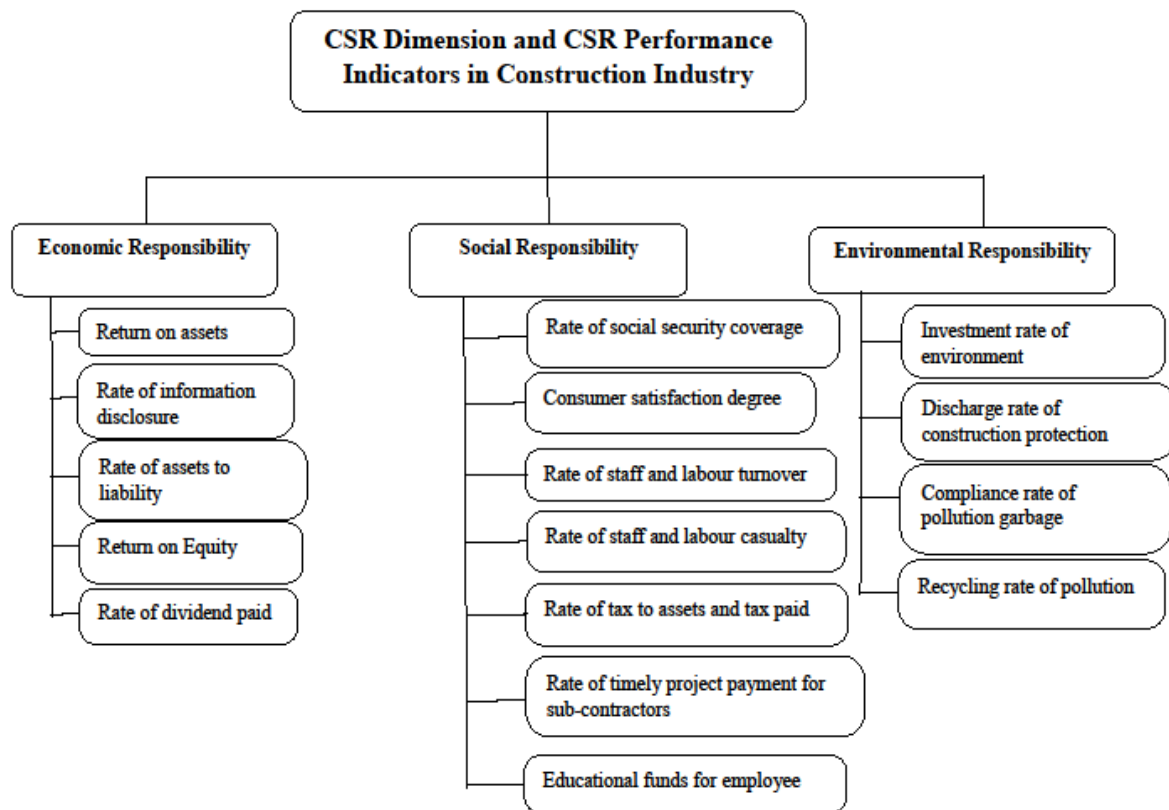 CSR Dimension and CSR Performance
Indicators in Construction Industry
Economic Responsibility
Return on assets
Rate of information
disclosure
Rate of assets to
liability
Return on Equity
Rate of dividend paid
Social Responsibility
Rate of social security coverage
Consumer satisfaction degree
Rate of staff and labour turnover
Rate of staff and labour casualty
Rate of tax to assets and tax paid
Rate of timely project payment for
sub-contractors
Educational funds for employee
Environmental Responsibility
Investment rate of
environment
Discharge rate of
construction protection
Compliance rate of
pollution garbage
Recycling rate of pollution